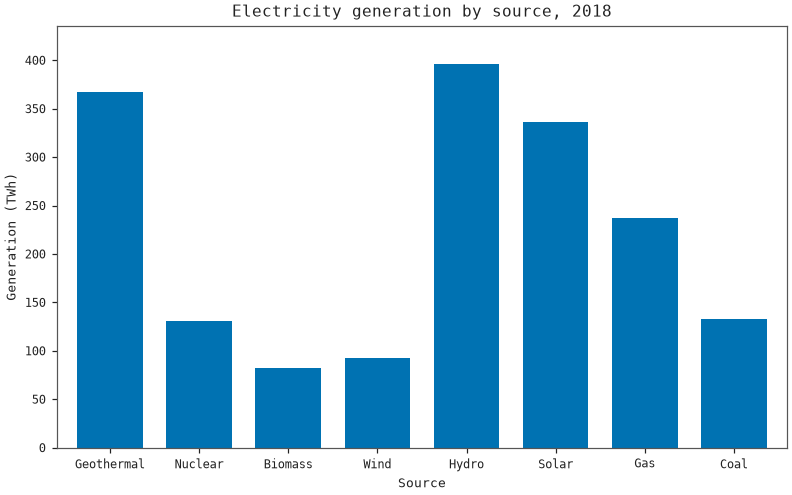 Electricity generation by source, 2018
Generation (TWh)
400
350
300
250
200
150
100
50
0
Geothermal Nuclear Biomass Wind Hydro Solar Gas Coal
Source